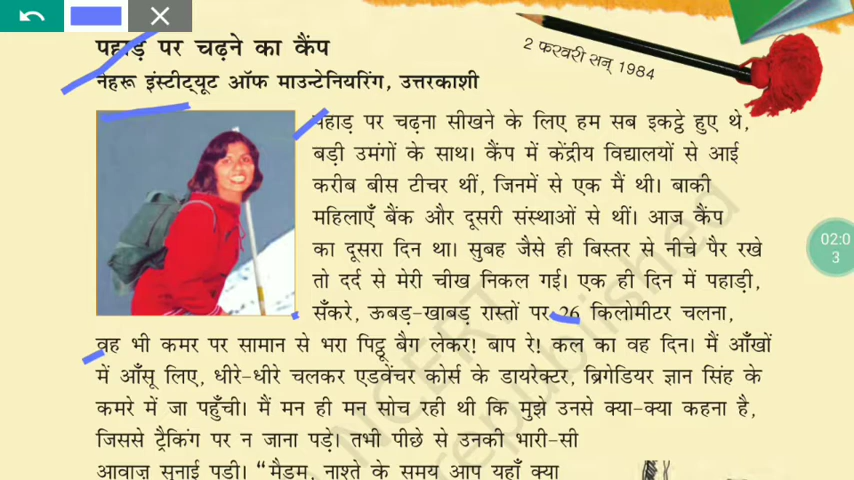 पहाड़ पर चढ़ने का कैंप
2 फरवरी सन् 1984
नेहरू इंस्टीट्यूट ऑफ माउन्टेनियरिंग, उत्तरकाशी
पहाड़ पर चढ़ना सीखने के लिए हम सब इकट्ठे हुए थे,
बड़ी उमंगों के साथ। कैंप में केंद्रीय विद्यालयों से आई
करीब बीस टीचर थीं, जिनमें से एक मैं थी। बाकी
महिलाएँ बैंक और दूसरी संस्थाओं से थीं। आज कैंप
का दूसरा दिन था। सुबह जैसे ही बिस्तर से नीचे पैर रखे
तो दर्द से मेरी चीख निकल गई। एक ही दिन में पहाड़ी,
सँकरे, ऊबड़-खाबड़ रास्तों पर 26 किलोमीटर चलना,
वह भी कमर पर सामान से भरा पिट्ठू बैग लेकर! बाप रे! कल का वह दिन। मैं आँखों
में आँसू लिए, धीरे-धीरे चलकर एडवेंचर कोर्स के डायरेक्टर, ब्रिगेडियर ज्ञान सिंह के
कमरे में जा पहुँची। मैं मन ही मन सोच रही थी कि मुझे उनसे क्या-क्या कहना है,
जिससे ट्रैकिंग पर न जाना पड़े। तभी पीछे से उनकी भारी-सी
आवाज़ सुनाई पड़ी। “मैडम, नाश्ते के समय आप यहाँ क्या
NCERT
republished
02:0
3